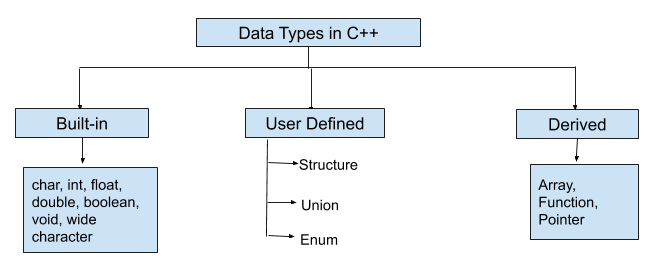 Data Types in C++
Built-in
User Defined
Derived
char, int, float,
double, boolean,
void, wide
character
Structure
Union
Enum
Array,
Function,
Pointer